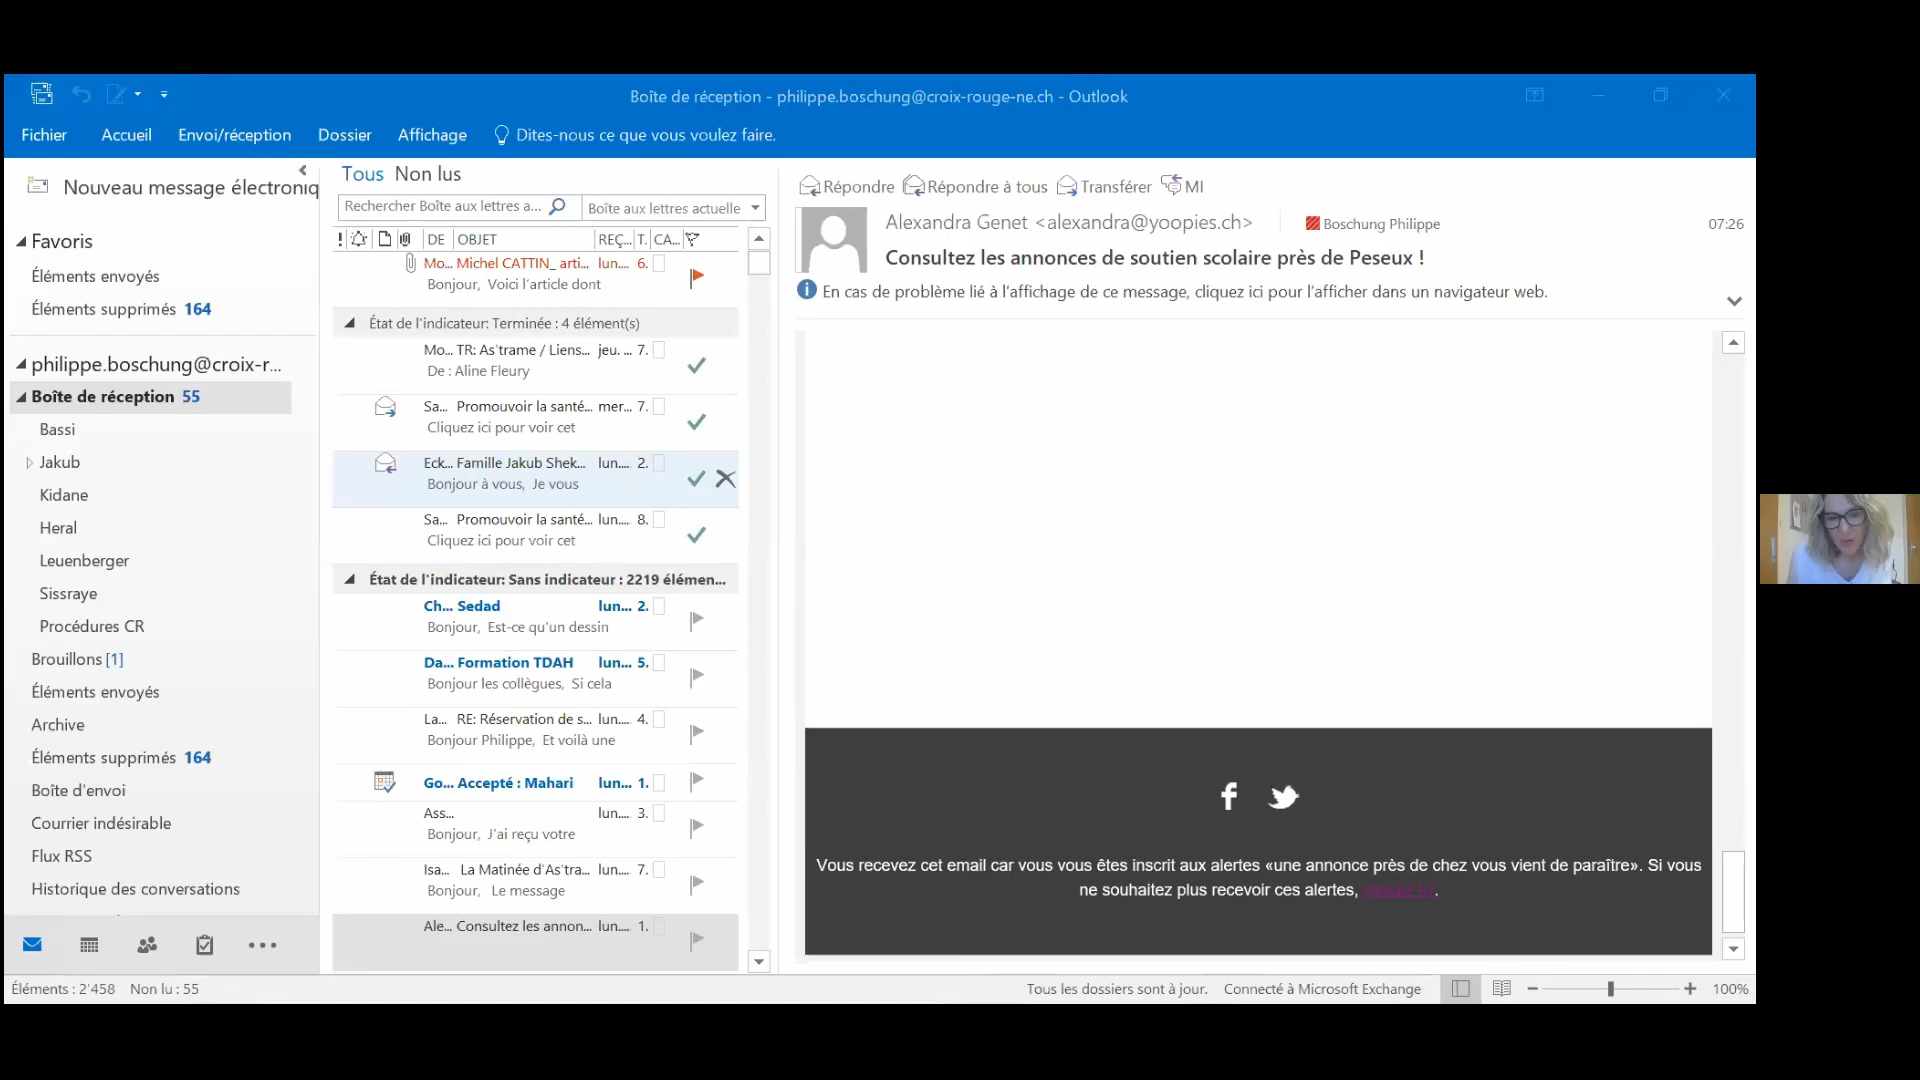 Boîte de réception - philippe.boschung@croix-rouge-ne.ch - Outlook
Fichier Accueil Envoi/réception Dossier Affichage Dites-nous ce que vous voulez faire.
Nouveau message électroniq
Favoris
Éléments envoyés
Éléments supprimés 164
philippe.boschung@croix-r...
Boîte de réception 55
Bassi
Jakub
Kidane
Heral
Leuenberger
Sissraye
Procédures CR
Brouillons [1]
Éléments envoyés
Archive
Éléments supprimés 164
Boîte d'envoi
Courrier indésirable
Flux RSS
Historique des conversations
Tous Non lus
Rechercher Boîte aux lettres a... Boîte aux lettres actuelle
! DE OBJET REÇ... T. CA...
Mo... Michel CATTIN_ arti... lun.... 6.
Bonjour, Voici l'article dont
État de l'indicateur: Terminée : 4 élément(s)
Mo... TR: As'trame / Liens... jeu. ... 7.
De : Aline Fleury
Sa... Promouvoir la santé... mer... 7.
Cliquez ici pour voir cet
Eck... Famille Jakub Shek... lun.... 2.
Bonjour à vous, Je vous
Sa... Promouvoir la santé... lun.... 8.
Cliquez ici pour voir cet
État de l'indicateur: Sans indicateur : 2219 élémen...
Ch... Sedad lun... 2.
Bonjour, Est-ce qu'un dessin
Da... Formation TDAH lun... 5.
Bonjour les collègues, Si cela
La... RE: Réservation de s... lun.... 4.
Bonjour Philippe, Et voilà une
Go... Accepté : Mahari lun... 1.
Ass... lun.... 3.
Bonjour, J'ai reçu votre
Isa... La Matinée d'As'tra... lun.... 7.
Bonjour, Le message
Ale... Consultez les annon... lun.... 1.
Répondre Répondre à tous Transférer MI
Alexandra Genet <alexandra@yoopies.ch> Boschung Philippe 07:26
Consultez les annonces de soutien scolaire près de Peseux !
En cas de problème lié à l'affichage de ce message, cliquez ici pour l'afficher dans un navigateur web.
Vous recevez cet email car vous vous êtes inscrit aux alertes «une annonce près de chez vous vient de paraître». Si vous
ne souhaitez plus recevoir ces alertes, .
Éléments : 2'458 Non lu : 55 Tous les dossiers sont à jour. Connecté à Microsoft Exchange 100%